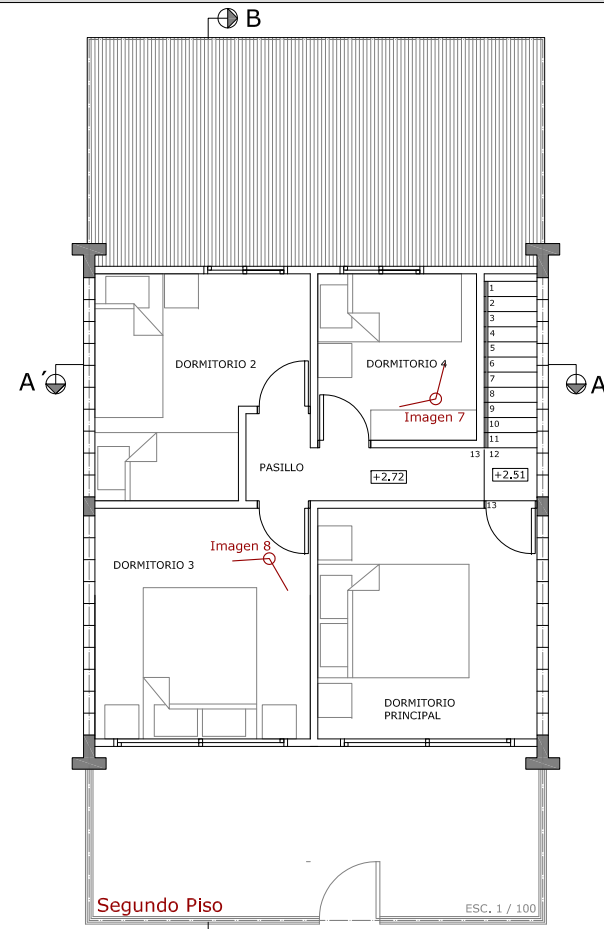 B
1
2
3
4
5
6
7
8
9
10
11
13 12
13
DORMITORIO 2
DORMITORIO 4
A´
A
Imagen 7
PASILLO
+2.72
+2.51
Imagen 8
DORMITORIO 3
DORMITORIO
PRINCIPAL
Segundo Piso
ESC. 1 / 100